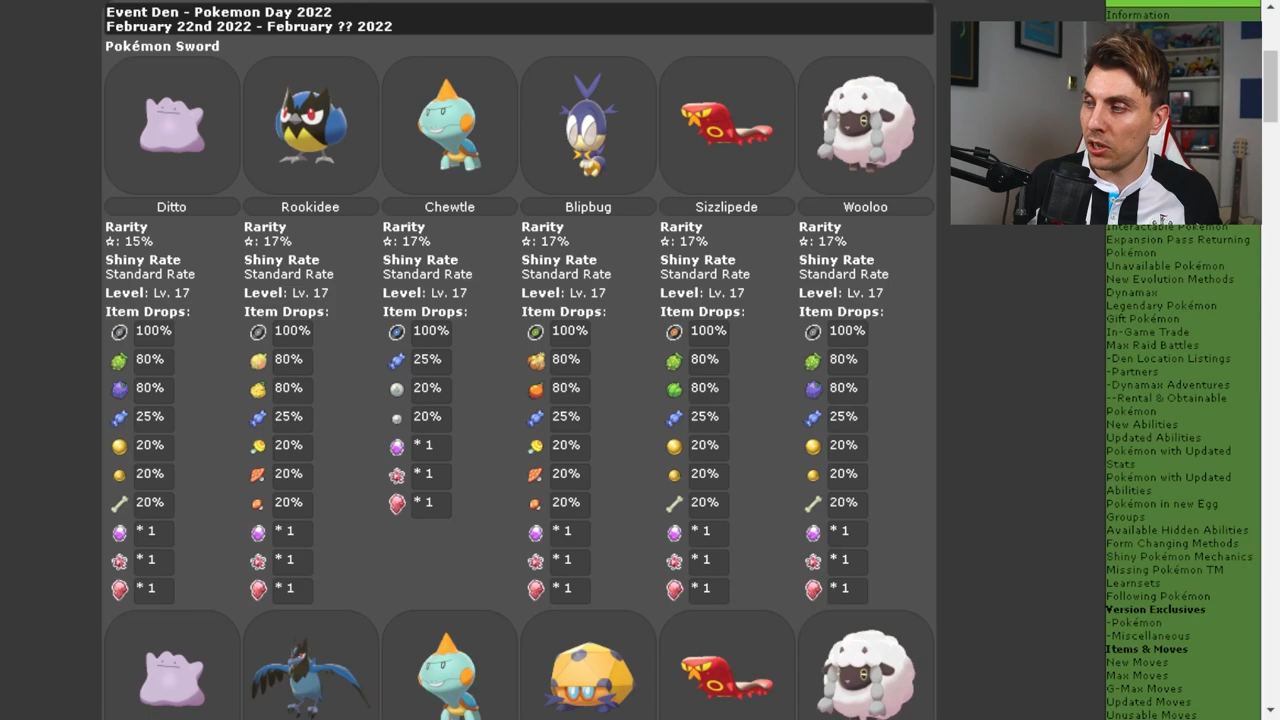 Event Den - Pokemon Day 2022
February 22nd 2022 - February ?? 2022
Pokémon Sword
Ditto
Rookidee
Chewtle
Blipbug
Sizzlipede
Wooloo
Rarity Rarity Rarity Rarity Rarity Rarity
☆: 15% ☆: 17% ☆: 17% ☆: 17% ☆: 17% ☆: 17%
Shiny Rate Shiny Rate Shiny Rate Shiny Rate Shiny Rate Shiny Rate
Standard Rate Standard Rate Standard Rate Standard Rate Standard Rate Standard Rate
Level: Lv. 17 Level: Lv. 17 Level: Lv. 17 Level: Lv. 17 Level: Lv. 17 Level: Lv. 17
Item Drops: Item Drops: Item Drops: Item Drops: Item Drops: Item Drops:
100% 100% 100% 100% 100% 100%
80% 80% 25% 80% 80% 80%
80% 80% 20% 80% 80% 80%
25% 25% 20% 25% 25% 25%
20% 20% * 1 20% 20% 20%
20% 20% * 1 20% 20% 20%
20% 20% * 1 20% 20% 20%
* 1 * 1 * 1 * 1 * 1
* 1 * 1 * 1 * 1 * 1
* 1 * 1 * 1 * 1 * 1
Information
Interactable Pokémon
Expansion Pass Returning
Pokémon
Unavailable Pokémon
New Evolution Methods
Dynamax
Legendary Pokémon
Gift Pokémon
In-Game Trade
Max Raid Battles
-Den Location Listings
-Partners
-Dynamax Adventures
--Rental & Obtainable
Pokémon
New Abilities
Updated Abilities
Pokémon with Updated
Stats
Pokémon with Updated
Abilities
Pokémon in new Egg
Groups
Available Hidden Abilities
Form Changing Methods
Shiny Pokémon Mechanics
Missing Pokémon TM
Learnsets
Following Pokémon
Version Exclusives
-Pokémon
-Miscellaneous
Items & Moves
New Moves
Max Moves
G-Max Moves
Updated Moves
Unusable Moves